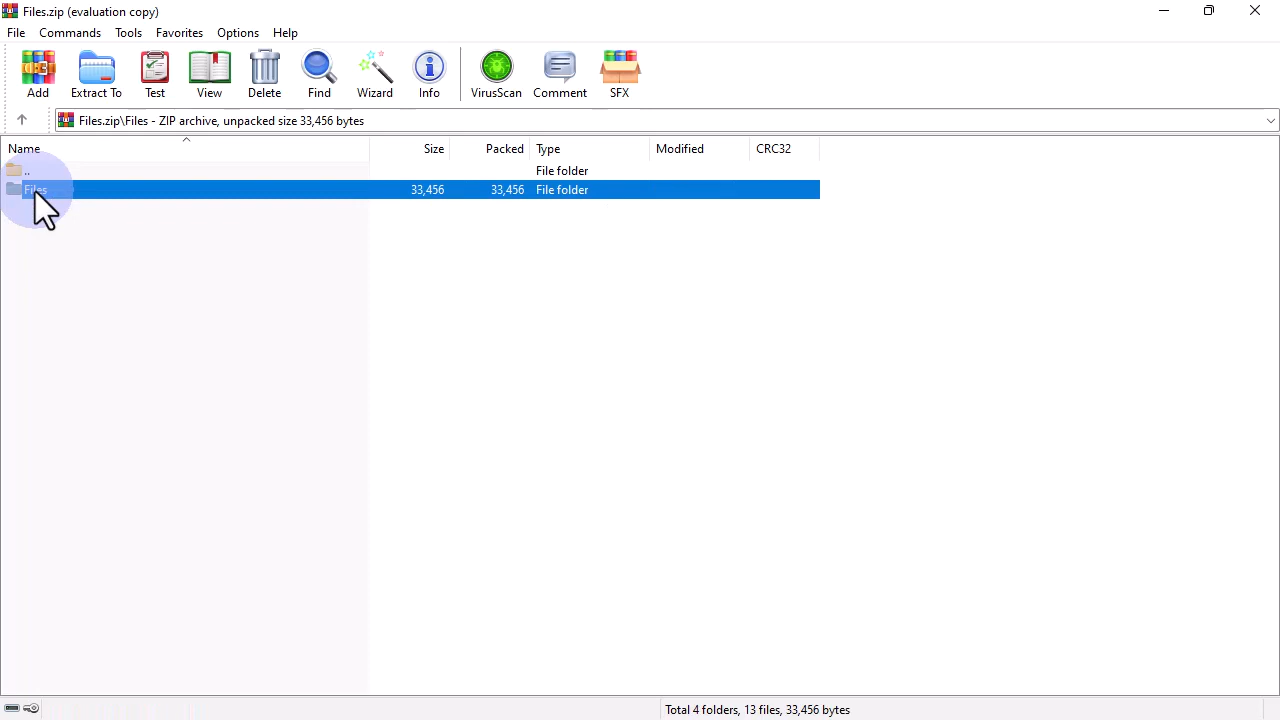 Files.zip (evaluation copy)
File Commands Tools Favorites Options Help
Add Extract To Test View Delete Find Wizard Info VirusScan Comment SFX
Files.zip\Files - ZIP archive, unpacked size 33,456 bytes
Name Size Packed Type Modified CRC32
.. File folder
Files 33,456 33,456 File folder
Total 4 folders, 13 files, 33,456 bytes